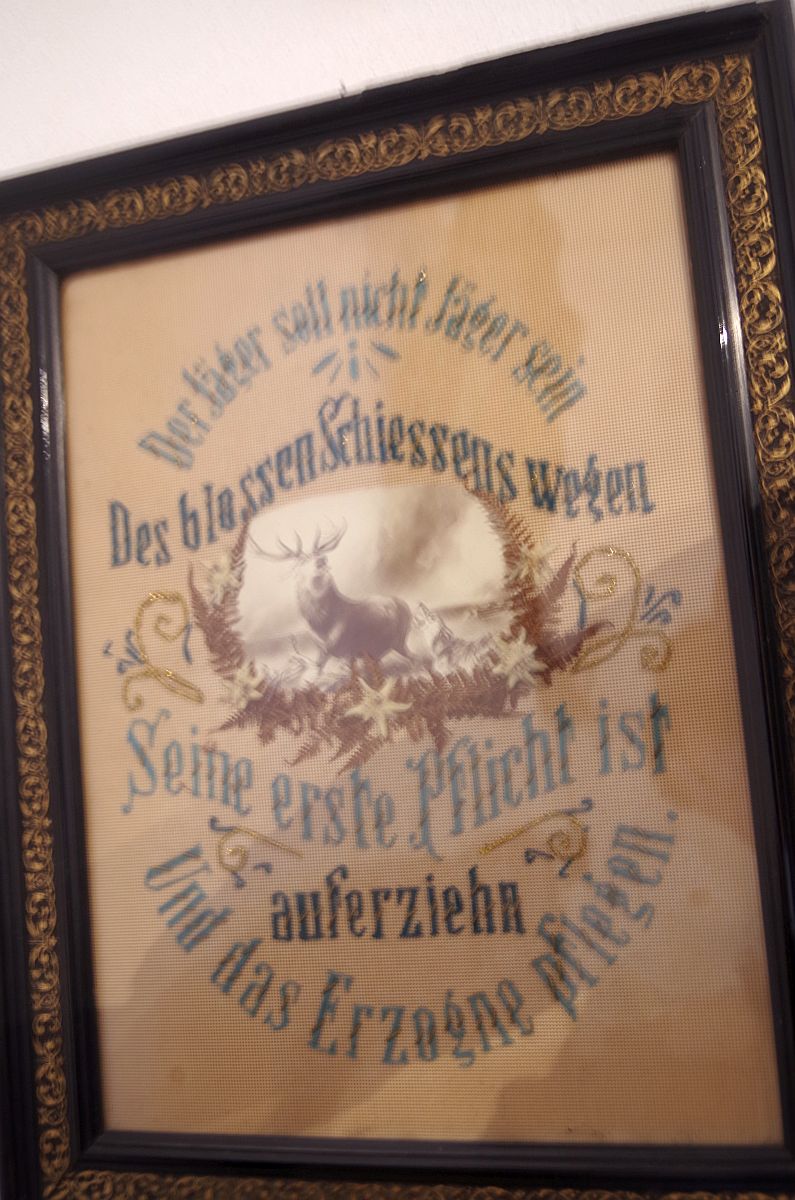 Der Jäger soll nicht Jäger sein
Des blossen Schiessens wegen
Seine erste Pflicht ist
auferziehn
Und das Erzogne pflegen.